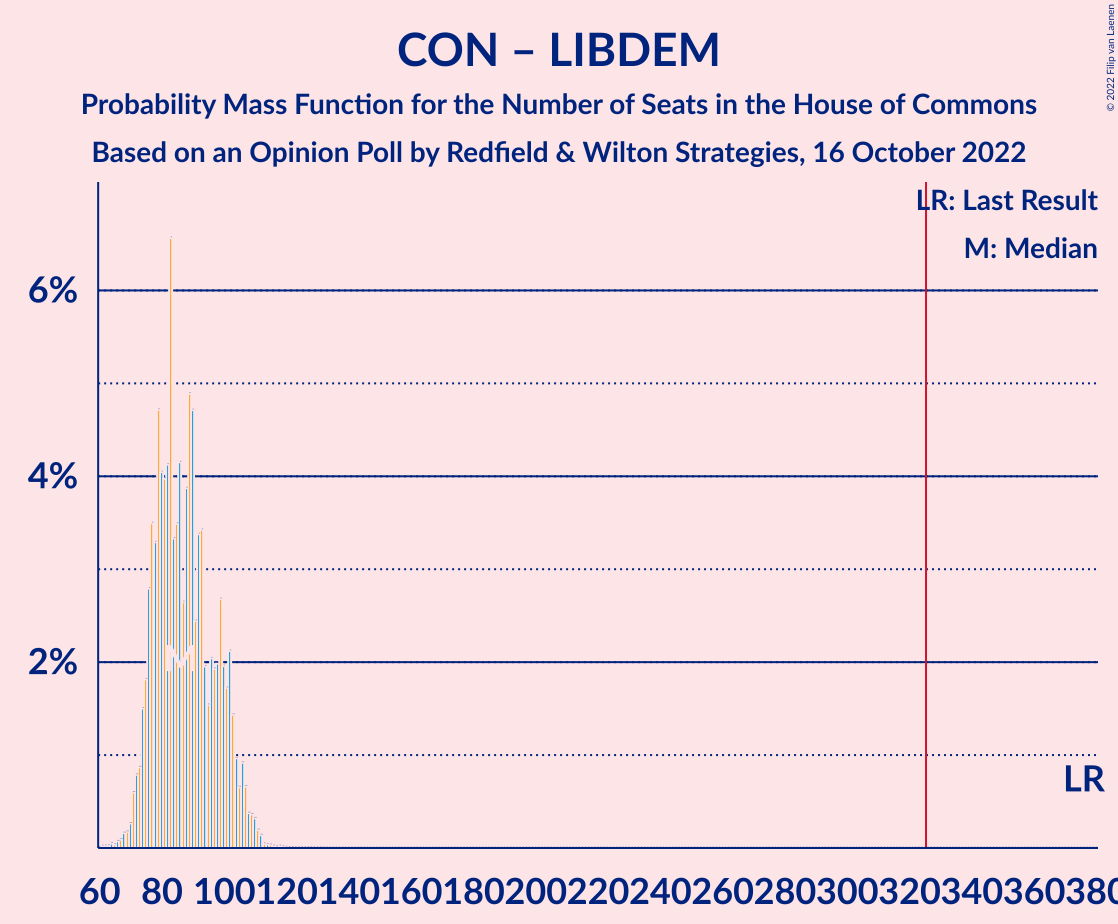 CON – LIBDEM
Probability Mass Function for the Number of Seats in the House of Commons
Based on an Opinion Poll by Redfield & Wilton Strategies, 16 October 2022
© 2022 Filip van Laenen
LR: Last Result
M: Median
6%
4%
2%
M
LR
60 80 100 120 140 160 180 200 220 240 260 280 300 320 340 360 380